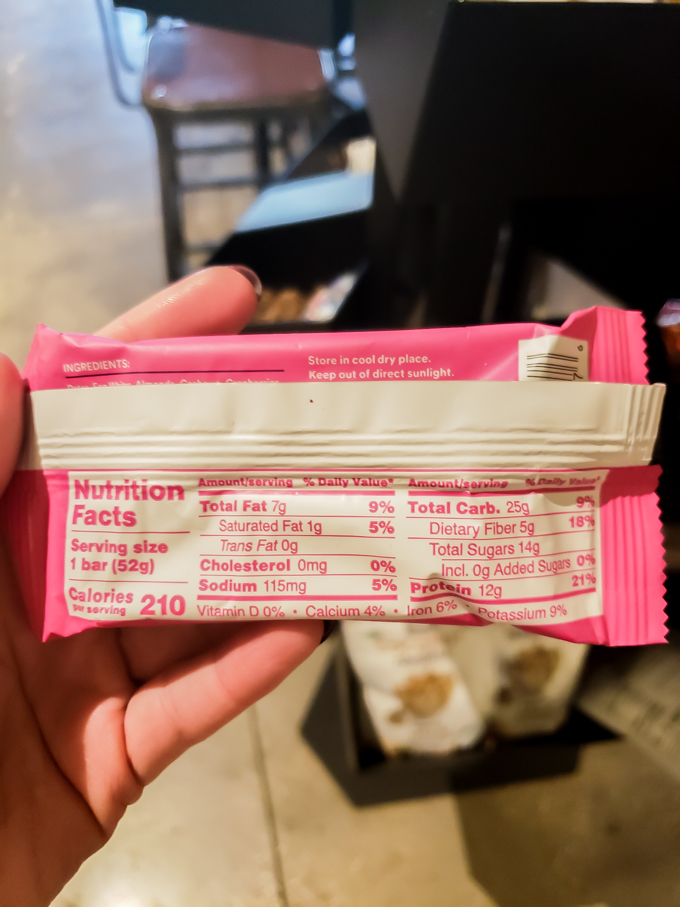 INGREDIENTS:
Store in cool dry place.
Keep out of direct sunlight.
Nutrition
Facts
Serving size
1 bar (52g)
Calories 210
per serving
Amount/serving % Daily Value*
Total Fat 7g 9%
Saturated Fat 1g 5%
Trans Fat 0g
Cholesterol 0mg 0%
Sodium 115mg 5%
Amount/serving % Daily Value*
Total Carb. 25g 9%
Dietary Fiber 5g 18%
Total Sugars 14g
Incl. 0g Added Sugars 0%
Protein 12g 21%
Vitamin D 0% • Calcium 4% • Iron 6% • Potassium 9%